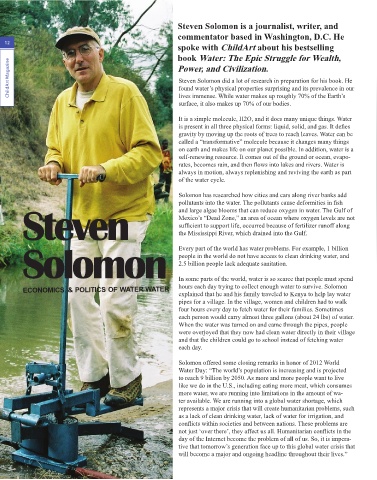 Steven Solomon is a journalist, writer, and
commentator based in Washington, D.C. He
spoke with ChildArt about his bestselling
book Water: The Epic Struggle for Wealth,
Power, and Civilization.
12
ChildArt Magazine
Steven Solomon did a lot of research in preparation for his book. He
found water's physical properties surprising and its prevalence in our
lives immense. While water makes up roughly 70% of the Earth's
surface, it also makes up 70% of our bodies.
It is a simple molecule, H2O, and it does many unique things. Water
is present in all three physical forms: liquid, solid, and gas. It defies
gravity by moving up the roots of trees to reach leaves. Water can be
called a "transformative" molecule because it changes many things
on earth and makes life on our planet possible. In addition, water is a
self-renewing resource. It comes out of the ground or ocean, evapo-
rates, becomes rain, and then flows into lakes and rivers. Water is
always in motion, always replenishing and reviving the earth as part
of the water cycle.
Solomon has researched how cities and cars along river banks add
pollutants into the water. The pollutants cause deformities in fish
and large algae blooms that can reduce oxygen in water. The Gulf of
Mexico's "Dead Zone," an area of ocean where oxygen levels are not
sufficient to support life, occurred because of fertilizer runoff along
the Mississippi River, which drained into the Gulf.
Every part of the world has water problems. For example, 1 billion
people in the world do not have access to clean drinking water, and
2.5 billion people lack adequate sanitation.
In some parts of the world, water is so scarce that people must spend
hours each day trying to collect enough water to survive. Solomon
explained that he and his family traveled to Kenya to help lay water
pipes for a village. In the village, women and children had to walk
four hours every day to fetch water for their families. Sometimes
each person would carry almost three gallons (about 24 lbs) of water.
When the water was turned on and came through the pipes, people
were overjoyed that they now had clean water directly in their village
and that the children could go to school instead of fetching water
each day.
Solomon offered some closing remarks in honor of 2012 World
Water Day: "The world's population is increasing and is projected
to reach 9 billion by 2050. As more and more people want to live
like we do in the U.S., including eating more meat, which consumes
more water, we are running into limitations in the amount of wa-
ter available. We are running into a global water shortage, which
represents a major crisis that will create humanitarian problems, such
as a lack of clean drinking water, lack of water for irrigation, and
conflicts within societies and between nations. These problems are
not just 'over there', they affect us all. Humanitarian conflicts in the
day of the Internet become the problem of all of us. So, it is impera-
tive that tomorrow's generation face up to this global water crisis that
will become a major and ongoing headline throughout their lives."
Steven
Solomon
ECONOMICS & POLITICS OF WATER WATER